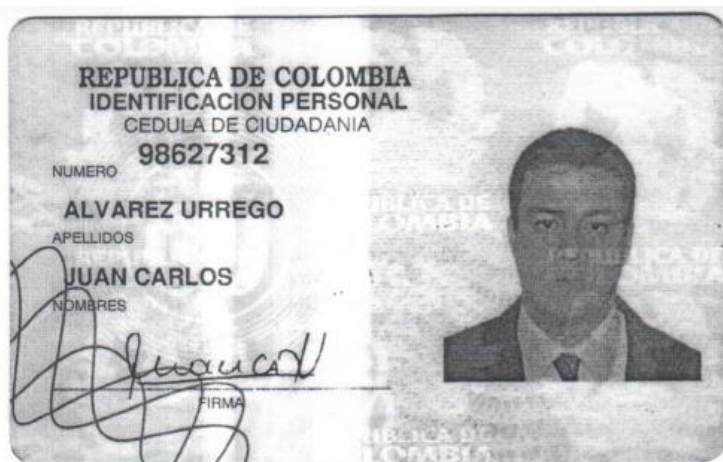 REPUBLICA DE COLOMBIA
IDENTIFICACION PERSONAL
CEDULA DE CIUDADANIA
98627312
NUMERO
ALVAREZ URREGO
APELLIDOS
JUAN CARLOS
NOMBRES
FIRMA